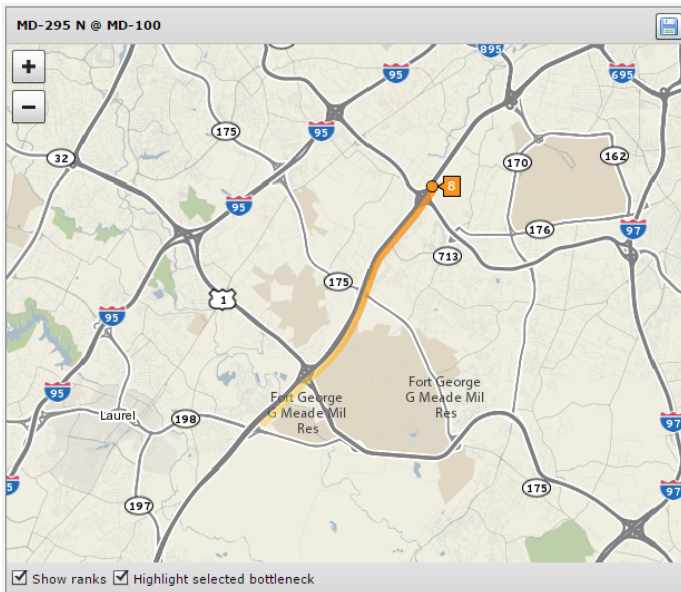 MD-295 N @ MD-100
+
−
895
95
695
175
95
32
170
162
8
95
176
97
713
175
1
95
95
Fort George
G Meade Mil
Res
Fort George
G Meade Mil
Res
Laurel
198
97
5
175
97
197
Show ranks
Highlight selected bottleneck